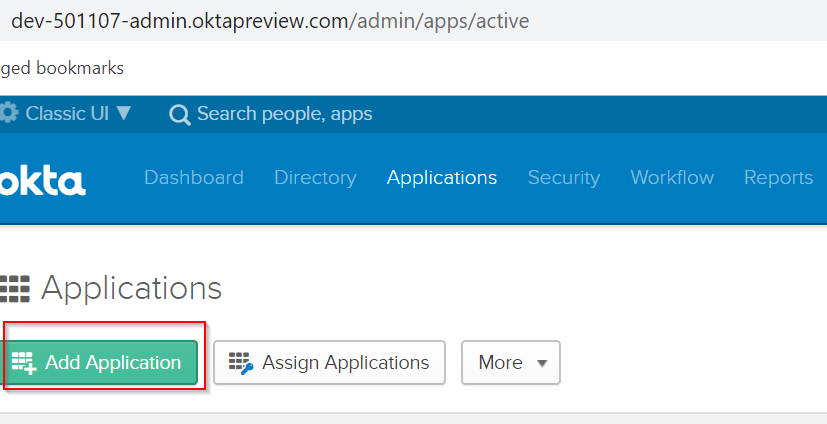 dev-501107-admin.oktapreview.com/admin/apps/active
ged bookmarks
Classic UI ▼ Search people, apps
okta Dashboard Directory Applications Security Workflow Reports
Applications
Add Application Assign Applications More ▼